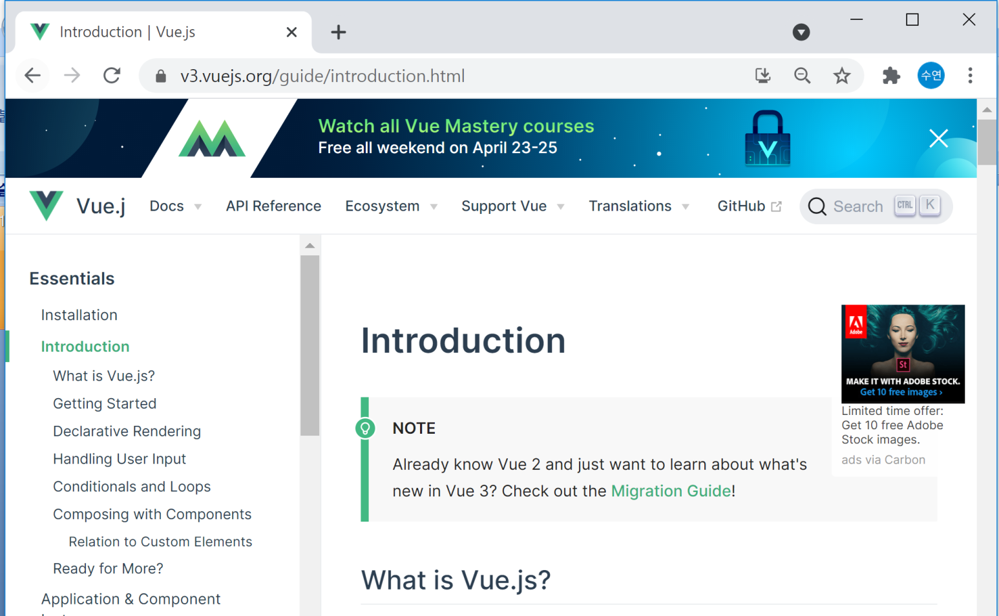 Introduction | Vue.js
v3.vuejs.org/guide/introduction.html
수연
Watch all Vue Mastery courses
Free all weekend on April 23-25
Vue.j
Docs
API Reference
Ecosystem
Support Vue
Translations
GitHub
Search
CTRL
K
Essentials
Installation
Introduction
What is Vue.js?
Getting Started
Declarative Rendering
Handling User Input
Conditionals and Loops
Composing with Components
Relation to Custom Elements
Ready for More?
Application & Component
Introduction
NOTE
Already know Vue 2 and just want to learn about what's
new in Vue 3? Check out the Migration Guide!
What is Vue.js?
Adobe
St
MAKE IT WITH ADOBE STOCK.
Get 10 free images ›
Limited time offer:
Get 10 free Adobe
Stock images.
ads via Carbon